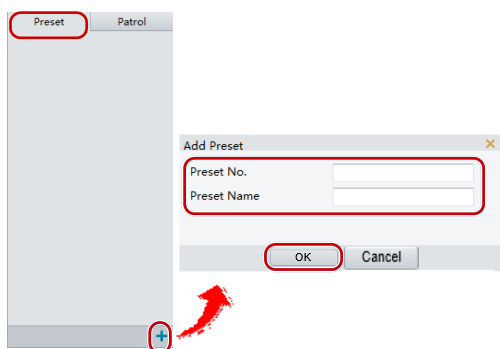 Preset Patrol
Add Preset
Preset No.
Preset Name
OK Cancel